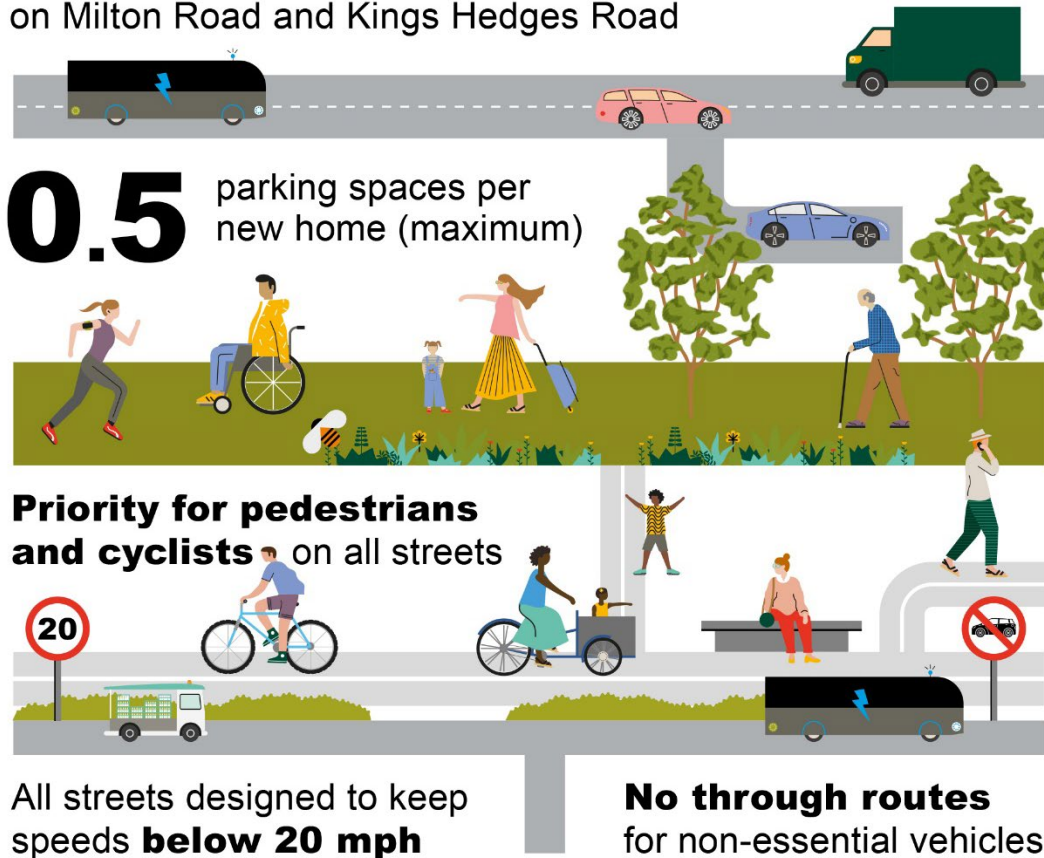 on Milton Road and Kings Hedges Road
0.5
parking spaces per
new home (maximum)
Priority for pedestrians
and cyclists on all streets
20
All streets designed to keep
speeds below 20 mph
No through routes
for non-essential vehicles